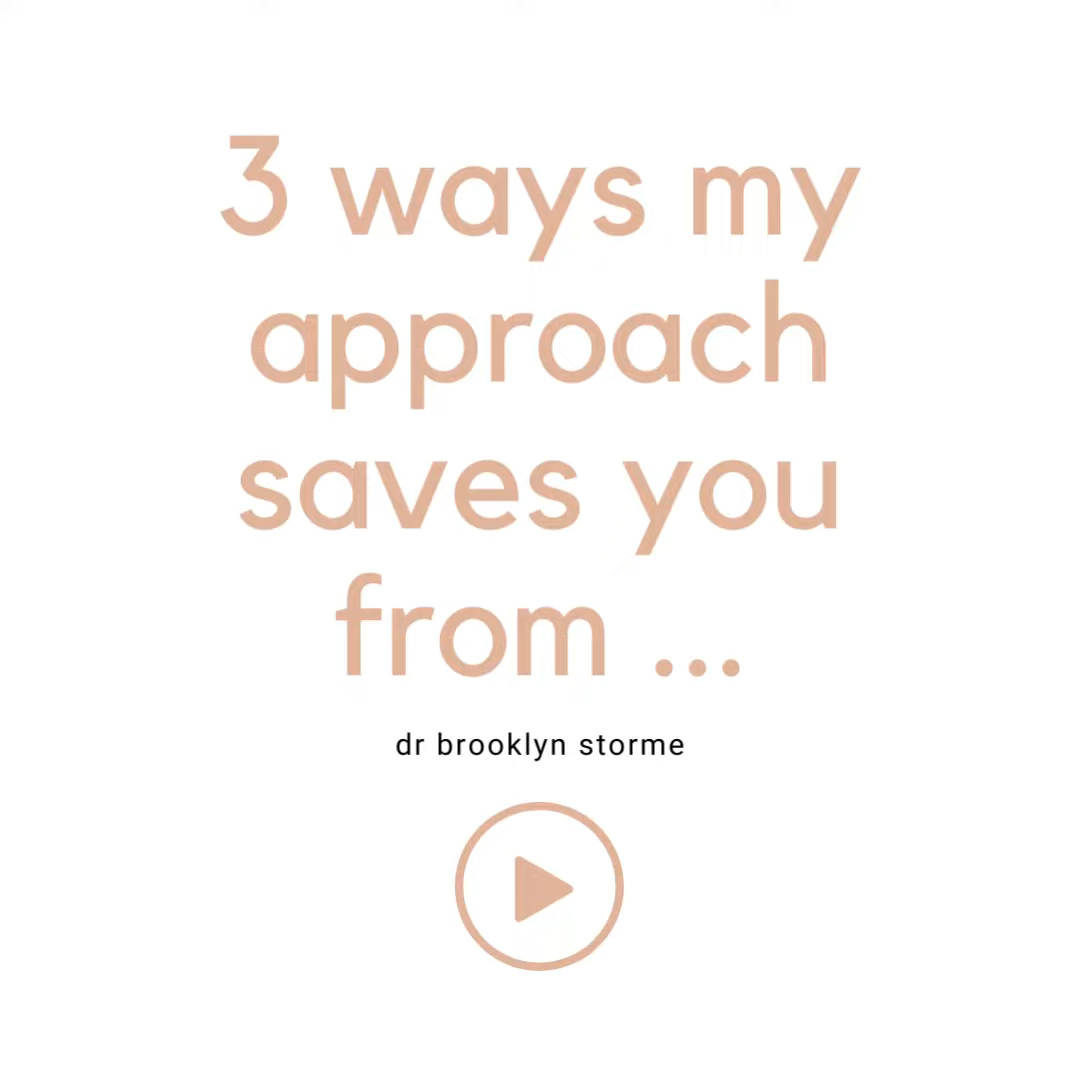 3 ways my
approach
saves you
from ...
dr brooklyn storme